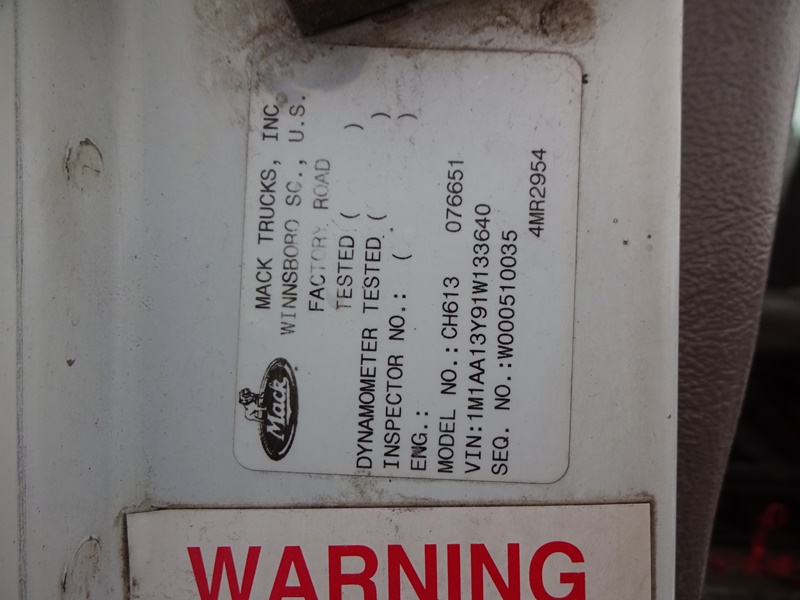 Mack
MACK TRUCKS, INC
WINNSBORO SC., U.S.
FACTORY ROAD
TESTED ( )
DYNAMOMETER TESTED ( )
INSPECTOR NO.: ( . )
ENG.:
MODEL NO.: CH613 076651
VIN:1M1AA13Y91W133640
SEQ. NO.:W000510035
4MR2954
WARNING